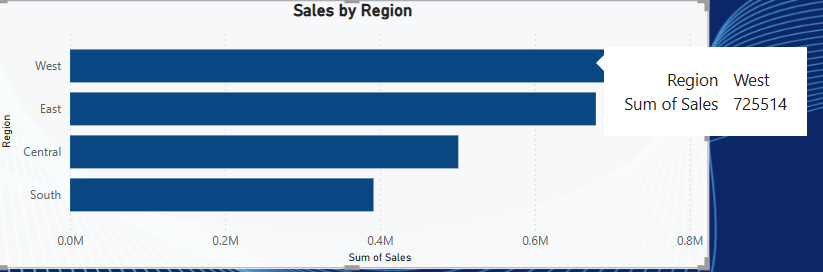 Sales by Region
West
East
Central
South
Region
0.0M 0.2M 0.4M 0.6M 0.8M
Sum of Sales
Region West
Sum of Sales 725514